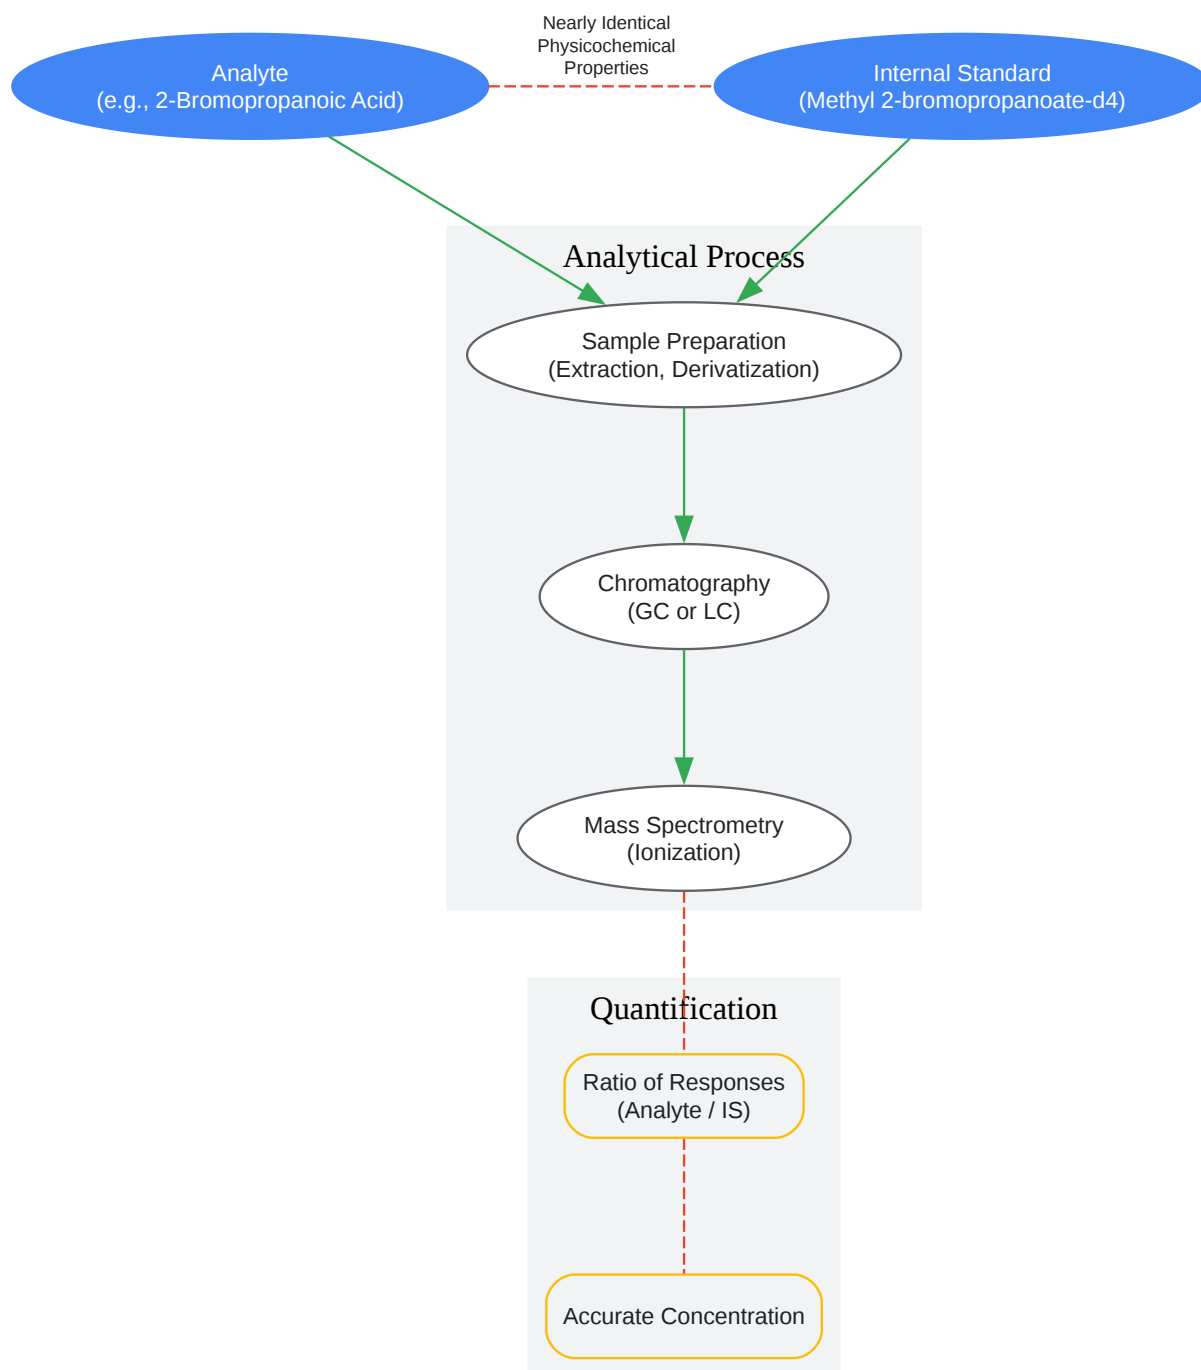 Nearly Identical
Physicochemical
Properties
Analyte
(e.g., 2-Bromopropanoic Acid)
Internal Standard
(Methyl 2-bromopropanoate-d4)
Analytical Process
Sample Preparation
(Extraction, Derivatization)
Chromatography
(GC or LC)
Mass Spectrometry
(Ionization)
Quantification
Ratio of Responses
(Analyte / IS)
Accurate Concentration